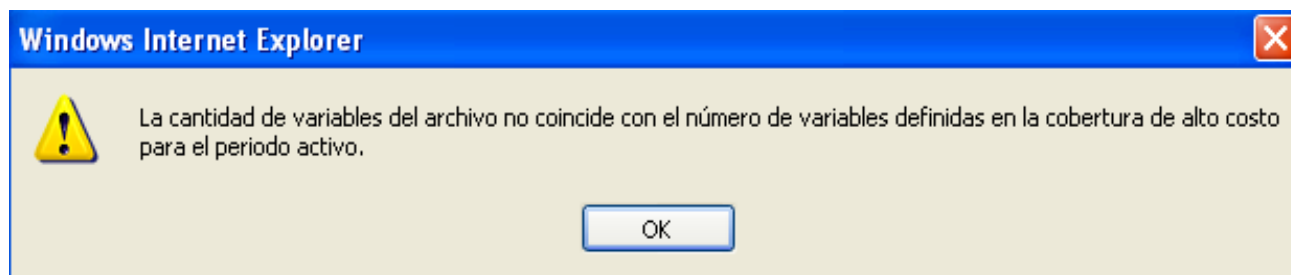 Windows Internet Explorer
La cantidad de variables del archivo no coincide con el número de variables definidas en la cobertura de alto costo
para el periodo activo.
OK